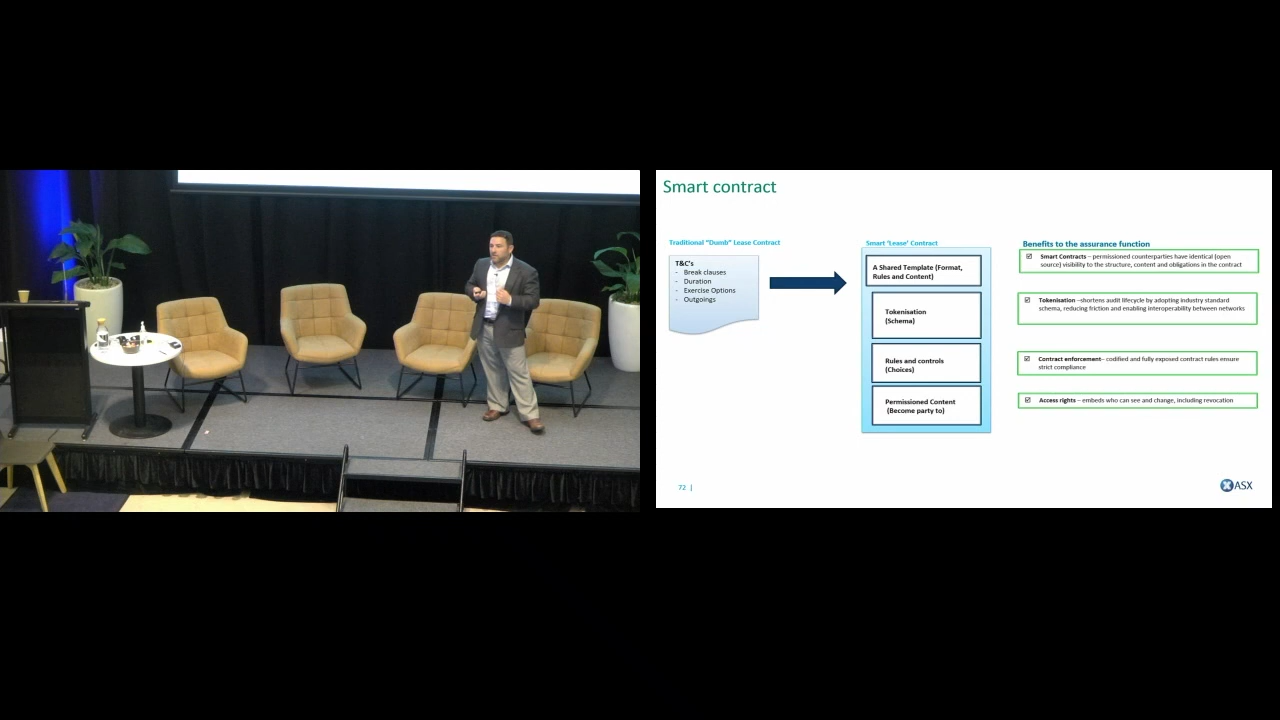 Smart contract
Traditional "Dumb" Lease Contract
T&C's
- Break clauses
- Duration
- Exercise Options
- Outgoings
Smart 'Lease' Contract
A Shared Template (Format,
Rules and Content)
Tokenisation
(Schema)
Rules and controls
(Choices)
Permissioned Content
(Become party to)
Benefits to the assurance function
Smart Contracts – permissioned counterparties have identical (open
source) visibility to the structure, content and obligations in the contract
Tokenisation –shortens audit lifecycle by adopting industry standard
schema, reducing friction and enabling interoperability between networks
Contract enforcement– codified and fully exposed contract rules ensure
strict compliance
Access rights – embeds who can see and change, including revocation
72 |
ASX